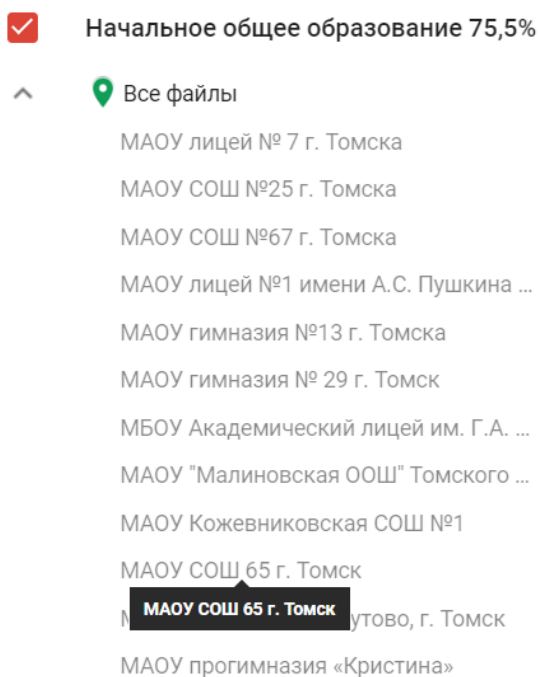 Начальное общее образование 75,5%
Все файлы
МАОУ лицей № 7 г. Томска
МАОУ СОШ №25 г. Томска
МАОУ СОШ №67 г. Томска
МАОУ лицей №1 имени А.С. Пушкина ...
МАОУ гимназия №13 г. Томска
МАОУ гимназия № 29 г. Томск
МБОУ Академический лицей им. Г.А. ...
МАОУ "Малиновская ООШ" Томского ...
МАОУ Кожевниковская СОШ №1
МАОУ СОШ 65 г. Томск
МАОУ СОШ 65 г. Томск
утово, г. Томск
МАОУ прогимназия «Кристина»